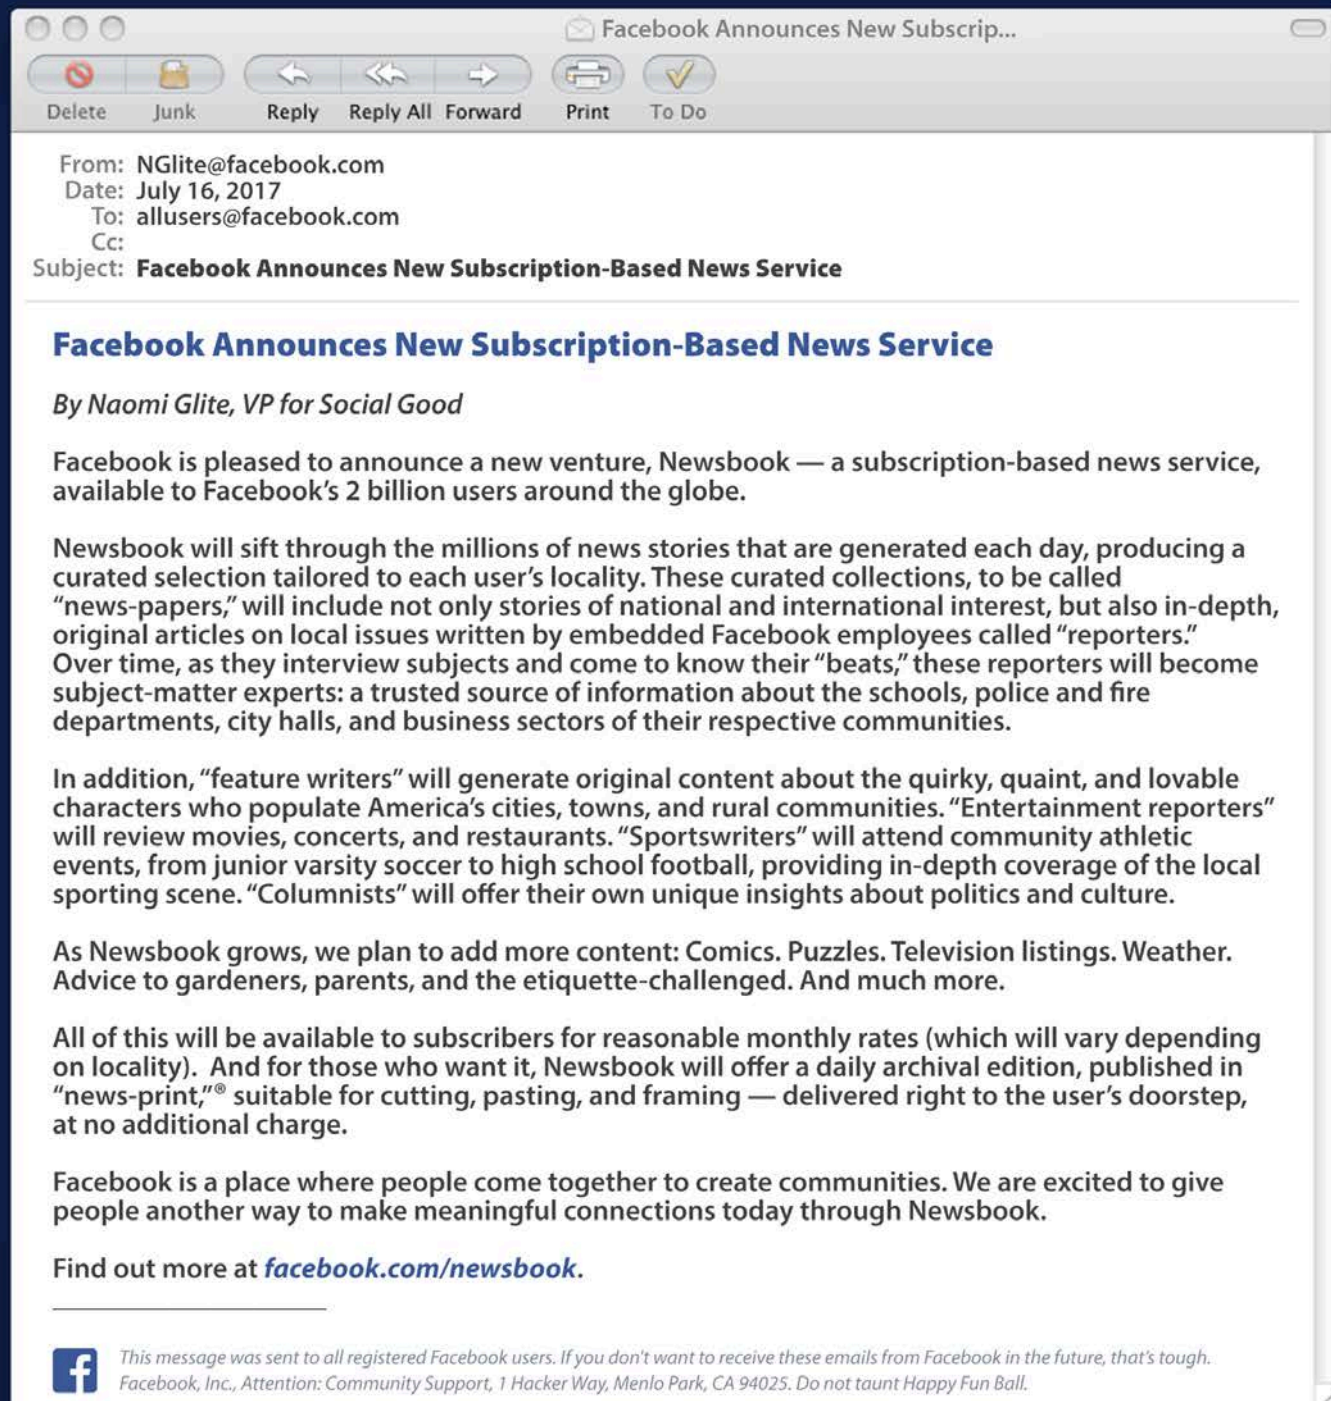 Facebook Announces New Subscrip...
Delete Junk Reply Reply All Forward Print To Do
From: NGlite@facebook.com
Date: July 16, 2017
To: allusers@facebook.com
Cc:
Subject: Facebook Announces New Subscription-Based News Service
Facebook Announces New Subscription-Based News Service
By Naomi Glite, VP for Social Good
Facebook is pleased to announce a new venture, Newsbook — a subscription-based news service,
available to Facebook’s 2 billion users around the globe.
Newsbook will sift through the millions of news stories that are generated each day, producing a
curated selection tailored to each user’s locality. These curated collections, to be called
“news-papers,” will include not only stories of national and international interest, but also in-depth,
original articles on local issues written by embedded Facebook employees called “reporters.”
Over time, as they interview subjects and come to know their “beats,” these reporters will become
subject-matter experts: a trusted source of information about the schools, police and fire
departments, city halls, and business sectors of their respective communities.
In addition, “feature writers” will generate original content about the quirky, quaint, and lovable
characters who populate America’s cities, towns, and rural communities. “Entertainment reporters”
will review movies, concerts, and restaurants. “Sportswriters” will attend community athletic
events, from junior varsity soccer to high school football, providing in-depth coverage of the local
sporting scene. “Columnists” will offer their own unique insights about politics and culture.
As Newsbook grows, we plan to add more content: Comics. Puzzles. Television listings. Weather.
Advice to gardeners, parents, and the etiquette-challenged. And much more.
All of this will be available to subscribers for reasonable monthly rates (which will vary depending
on locality).  And for those who want it, Newsbook will offer a daily archival edition, published in
“news-print,”® suitable for cutting, pasting, and framing — delivered right to the user’s doorstep,
at no additional charge.
Facebook is a place where people come together to create communities. We are excited to give
people another way to make meaningful connections today through Newsbook.
Find out more at facebook.com/newsbook.
This message was sent to all registered Facebook users. If you don't want to receive these emails from Facebook in the future, that’s tough.
Facebook, Inc., Attention: Community Support, 1 Hacker Way, Menlo Park, CA 94025. Do not taunt Happy Fun Ball.